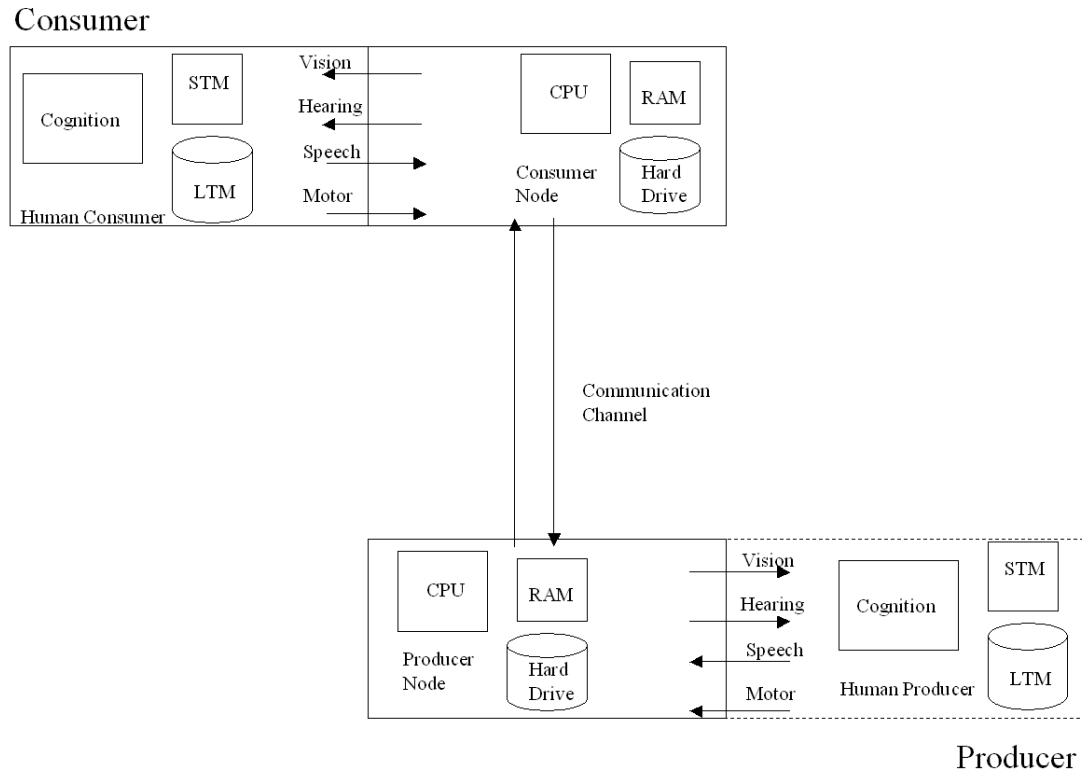 Consumer
Vision
STM
CPU
RAM
Hearing
Cognition
Speech
Consumer
Node
Hard
Drive
LTM
Motor
Human Consumer
Communication
Channel
Vision
STM
CPU
RAM
Hearing
Cognition
Speech
Producer
Node
Hard
Drive
LTM
Motor
Human Producer
Producer